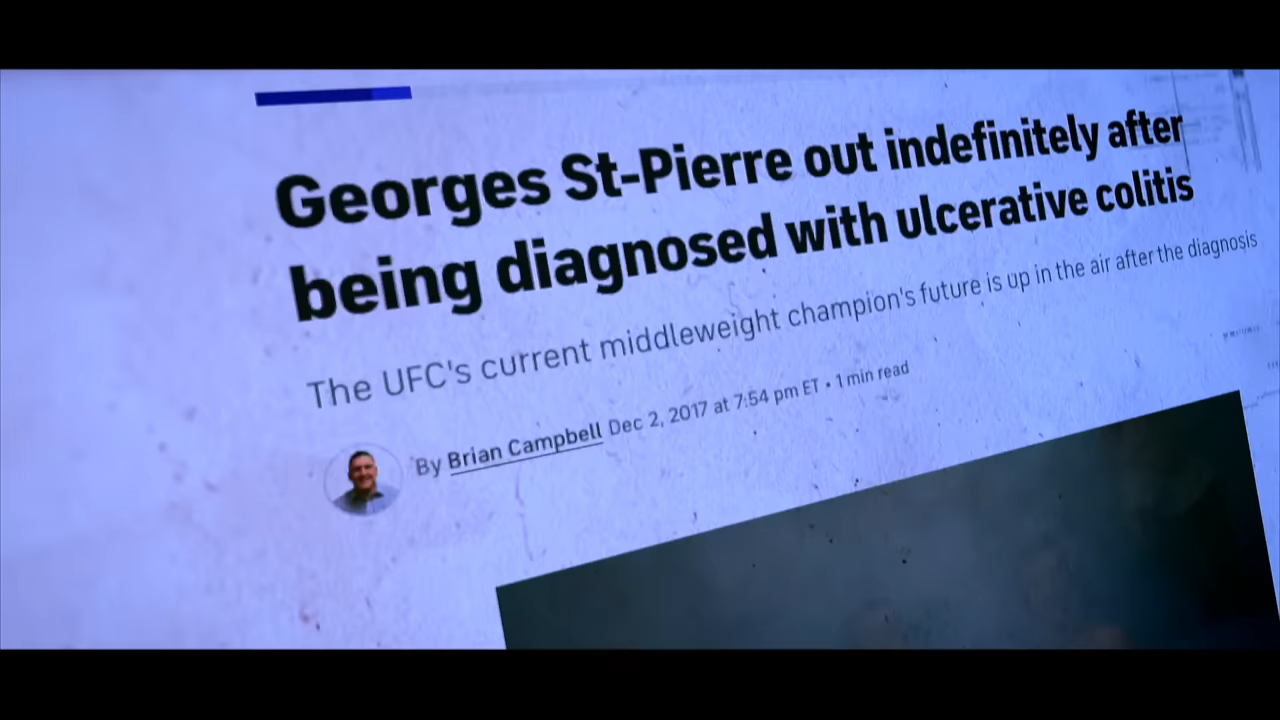 Georges St-Pierre out indefinitely after
being diagnosed with ulcerative colitis
The UFC's current middleweight champion's future is up in the air after the diagnosis
By Brian Campbell Dec 2, 2017 at 7:54 pm ET • 1 min read